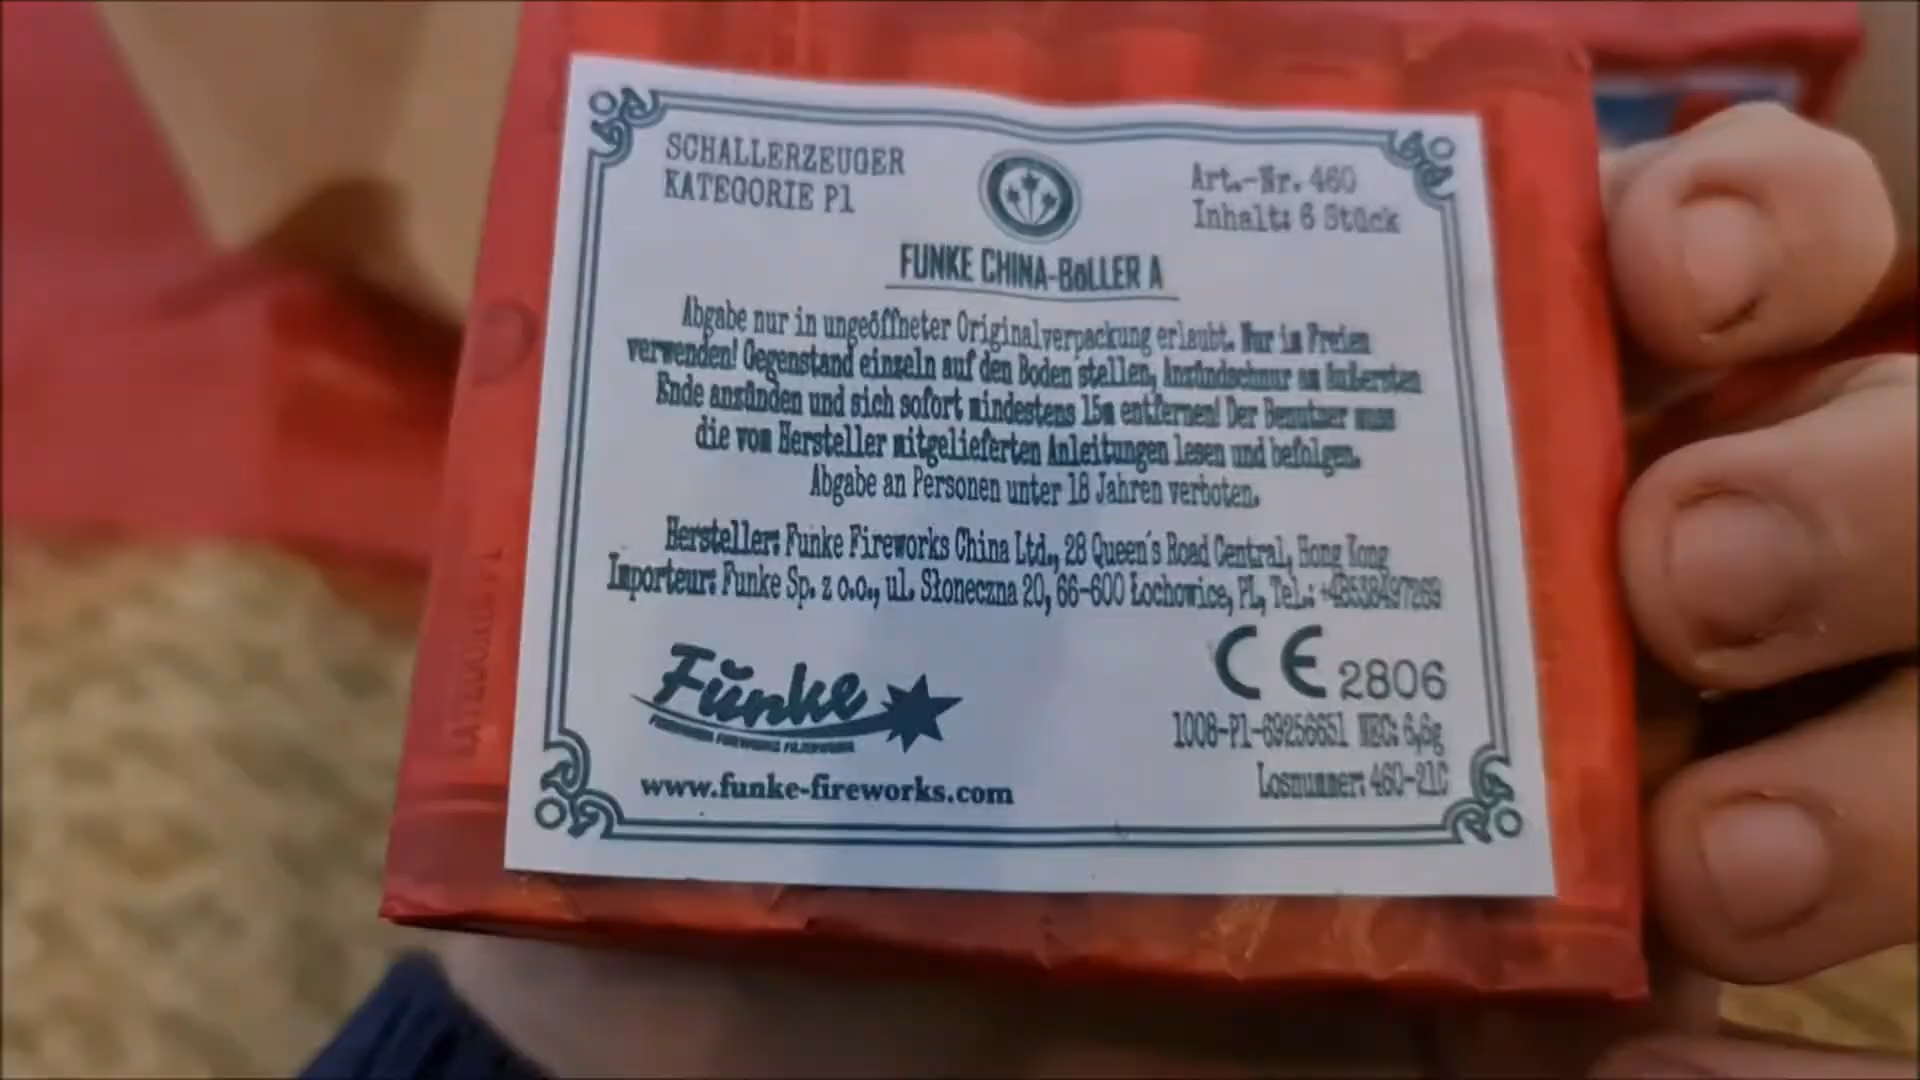 SCHALLERZEUGER
KATEGORIE P1
Art.-Nr. 460
Inhalt: 6 Stück
FUNKE CHINA-BöLLER A
Abgabe nur in ungeöffneter Originalverpackung erlaubt. Nur im Freien
verwenden! Gegenstand einzeln auf den Boden stellen, Anzündschnur am äußersten
Ende anzünden und sich sofort mindestens 15m entfernen! Der Benutzer muss
die vom Hersteller mitgelieferten Anleitungen lesen und befolgen.
Abgabe an Personen unter 18 Jahren verboten.
Hersteller: Funke Fireworks China Ltd., 28 Queen's Road Central, Hong Kong
Importeur: Funke Sp. z o.o., ul. Słoneczna 20, 66-600 Łochowice, PL, Tel.: +48538497269
Funke
CE 2806
1008-P1-69256651 NEC: 6,6g
Losnummer: 460-21C
www.funke-fireworks.com